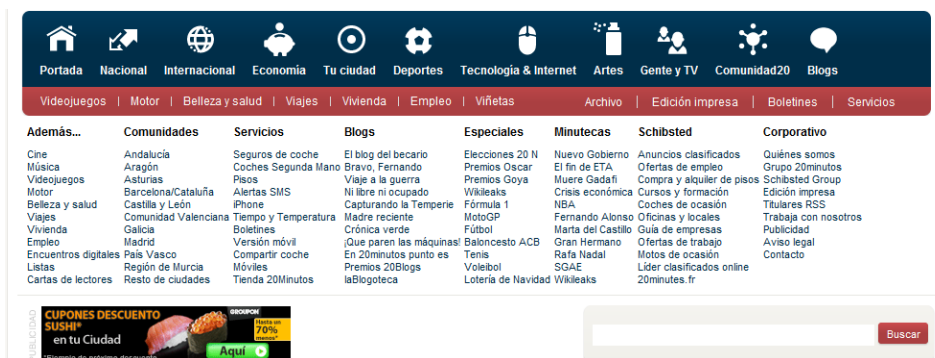 Portada Nacional Internacional Economía Tu ciudad Deportes Tecnología & Internet Artes Gente y TV Comunidad20 Blogs
Videojuegos | Motor | Belleza y salud | Viajes | Vivienda | Empleo | Viñetas Archivo | Edición impresa | Boletines | Servicios
Además... Comunidades Servicios Blogs Especiales Minutecas Schibsted Corporativo
Cine Andalucía Seguros de coche El blog del becario Elecciones 20 N Nuevo Gobierno Anuncios clasificados Quiénes somos
Música Aragón Coches Segunda Mano Bravo, Fernando Premios Oscar El fin de ETA Ofertas de empleo Grupo 20minutos
Videojuegos Asturias Pisos Viaje a la guerra Premios Goya Muere Gadafi Compra y alquiler de pisos Schibsted Group
Motor Barcelona/Cataluña Alertas SMS Ni libre ni ocupado Wikileaks Crisis económica Cursos y formación Edición impresa
Belleza y salud Castilla y León iPhone Capturando la Temperie Fórmula 1 NBA Coches de ocasión Titulares RSS
Viajes Comunidad Valenciana Tiempo y Temperatura Madre reciente MotoGP Fernando Alonso Oficinas y locales Trabaja con nosotros
Vivienda Galicia Boletines Crónica verde Fútbol Marta del Castillo Guía de empresas Publicidad
Empleo Madrid Versión móvil ¡Que paren las máquinas! Baloncesto ACB Gran Hermano Ofertas de trabajo Aviso legal
Encuentros digitales País Vasco Compartir coche En 20minutos punto es Tenis Rafa Nadal Motos de ocasión Contacto
Listas Región de Murcia Móviles Premios 20Blogs Voleibol SGAE Líder clasificados online
Cartas de lectores Resto de ciudades Tienda 20Minutos laBlogoteca Lotería de Navidad Wikileaks 20minutes.fr
PUBLICIDAD
CUPONES DESCUENTO
SUSHI*
en tu Ciudad
GROUPON
Hasta un
70%
menos*
Aquí
*Ejemplo de próximo descuento
Buscar